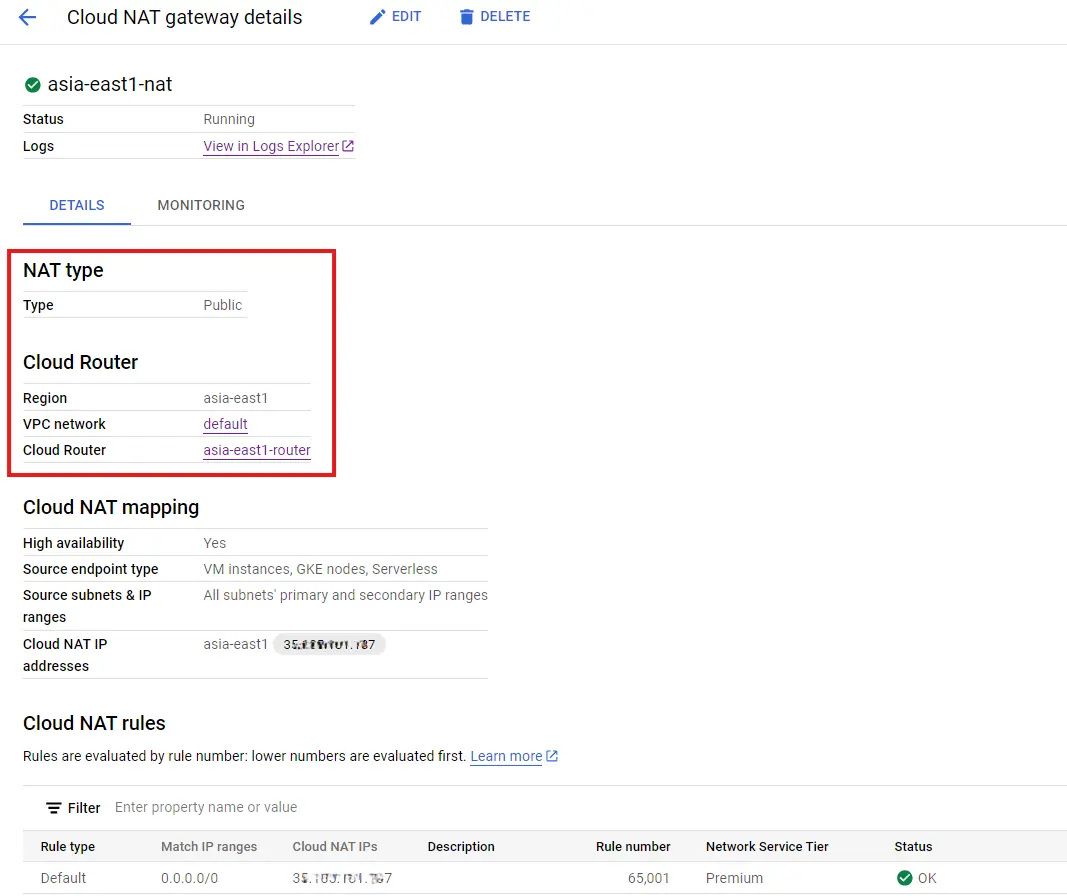 Cloud NAT gateway details EDIT DELETE
asia-east1-nat
Status Running
Logs View in Logs Explorer
DETAILS MONITORING
NAT type
Type Public
Cloud Router
Region asia-east1
VPC network default
Cloud Router asia-east1-router
Cloud NAT mapping
High availability Yes
Source endpoint type VM instances, GKE nodes, Serverless
Source subnets & IP All subnets' primary and secondary IP ranges
ranges
Cloud NAT IP asia-east1
addresses
Cloud NAT rules
Rules are evaluated by rule number: lower numbers are evaluated first. Learn more
Filter Enter property name or value
Rule type Match IP ranges Cloud NAT IPs Description Rule number Network Service Tier Status
Default 0.0.0.0/0 65,001 Premium OK